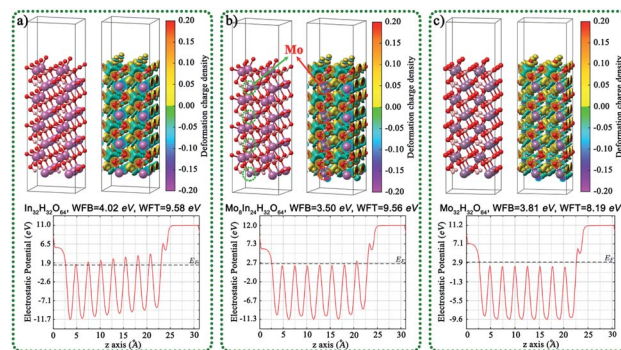 a)
0.20
0.15
0.10
0.05
0.00
-0.05
-0.10
-0.15
-0.20
Deformation charge density
In32H32O64, WFB=4.02 eV, WFT=9.58 eV
Electrostatic Potential (eV)
11.0
6.5
1.9
-2.6
-7.1
-11.7
EF
0 5 10 15 20 25 30
z axis (Å)
b)
Mo
0.20
0.15
0.10
0.05
0.00
-0.05
-0.10
-0.15
-0.20
Deformation charge density
Mo8In24H32O64, WFB=3.50 eV, WFT=9.56 eV
Electrostatic Potential (eV)
12.0
7.3
2.7
-2.0
-6.6
-11.3
EF
0 5 10 15 20 25 30
z axis (Å)
c)
0.20
0.15
0.10
0.05
0.00
-0.05
-0.10
-0.15
-0.20
Deformation charge density
Mo32H32O64, WFB=3.81 eV, WFT=8.19 eV
Electrostatic Potential (eV)
11.2
7.1
2.9
-1.3
-5.5
-9.6
EF
0 5 10 15 20 25 30
z axis (Å)